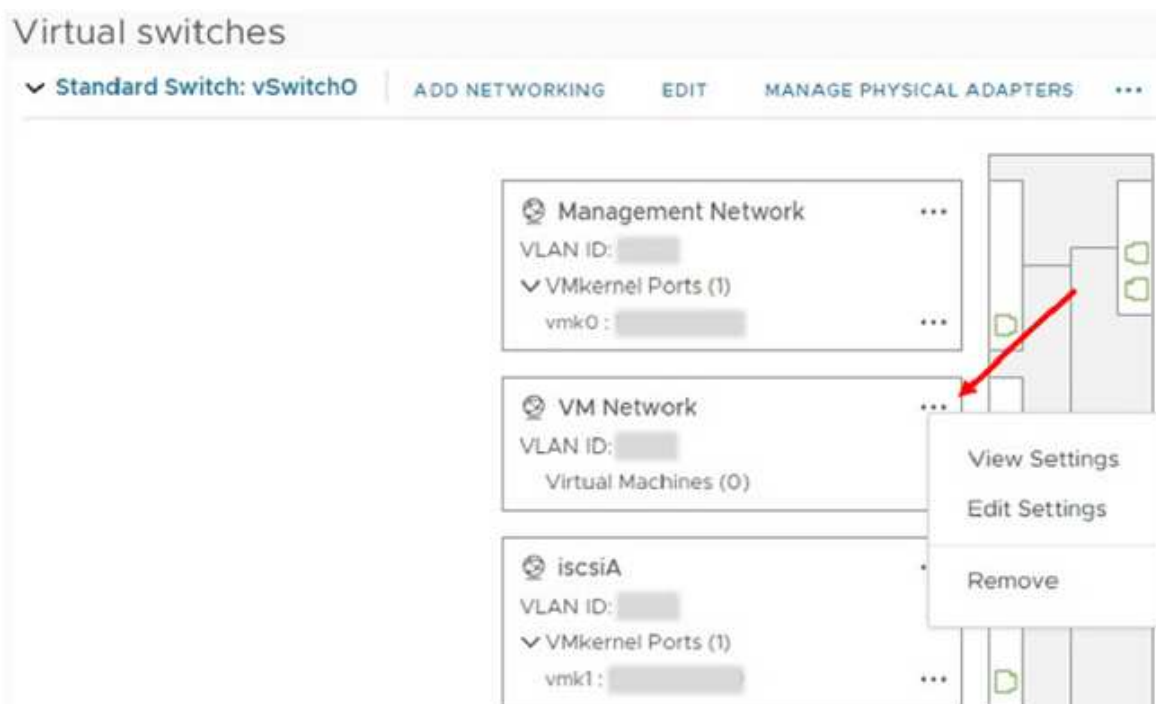 Virtual switches
Standard Switch: vSwitch0 ADD NETWORKING EDIT MANAGE PHYSICAL ADAPTERS ...
Management Network ...
VLAN ID:
VMkernel Ports (1)
vmk0 : ...
VM Network ...
VLAN ID:
Virtual Machines (0)
View Settings
Edit Settings
Remove
iscsiA
VLAN ID:
VMkernel Ports (1)
vmk1 : ...